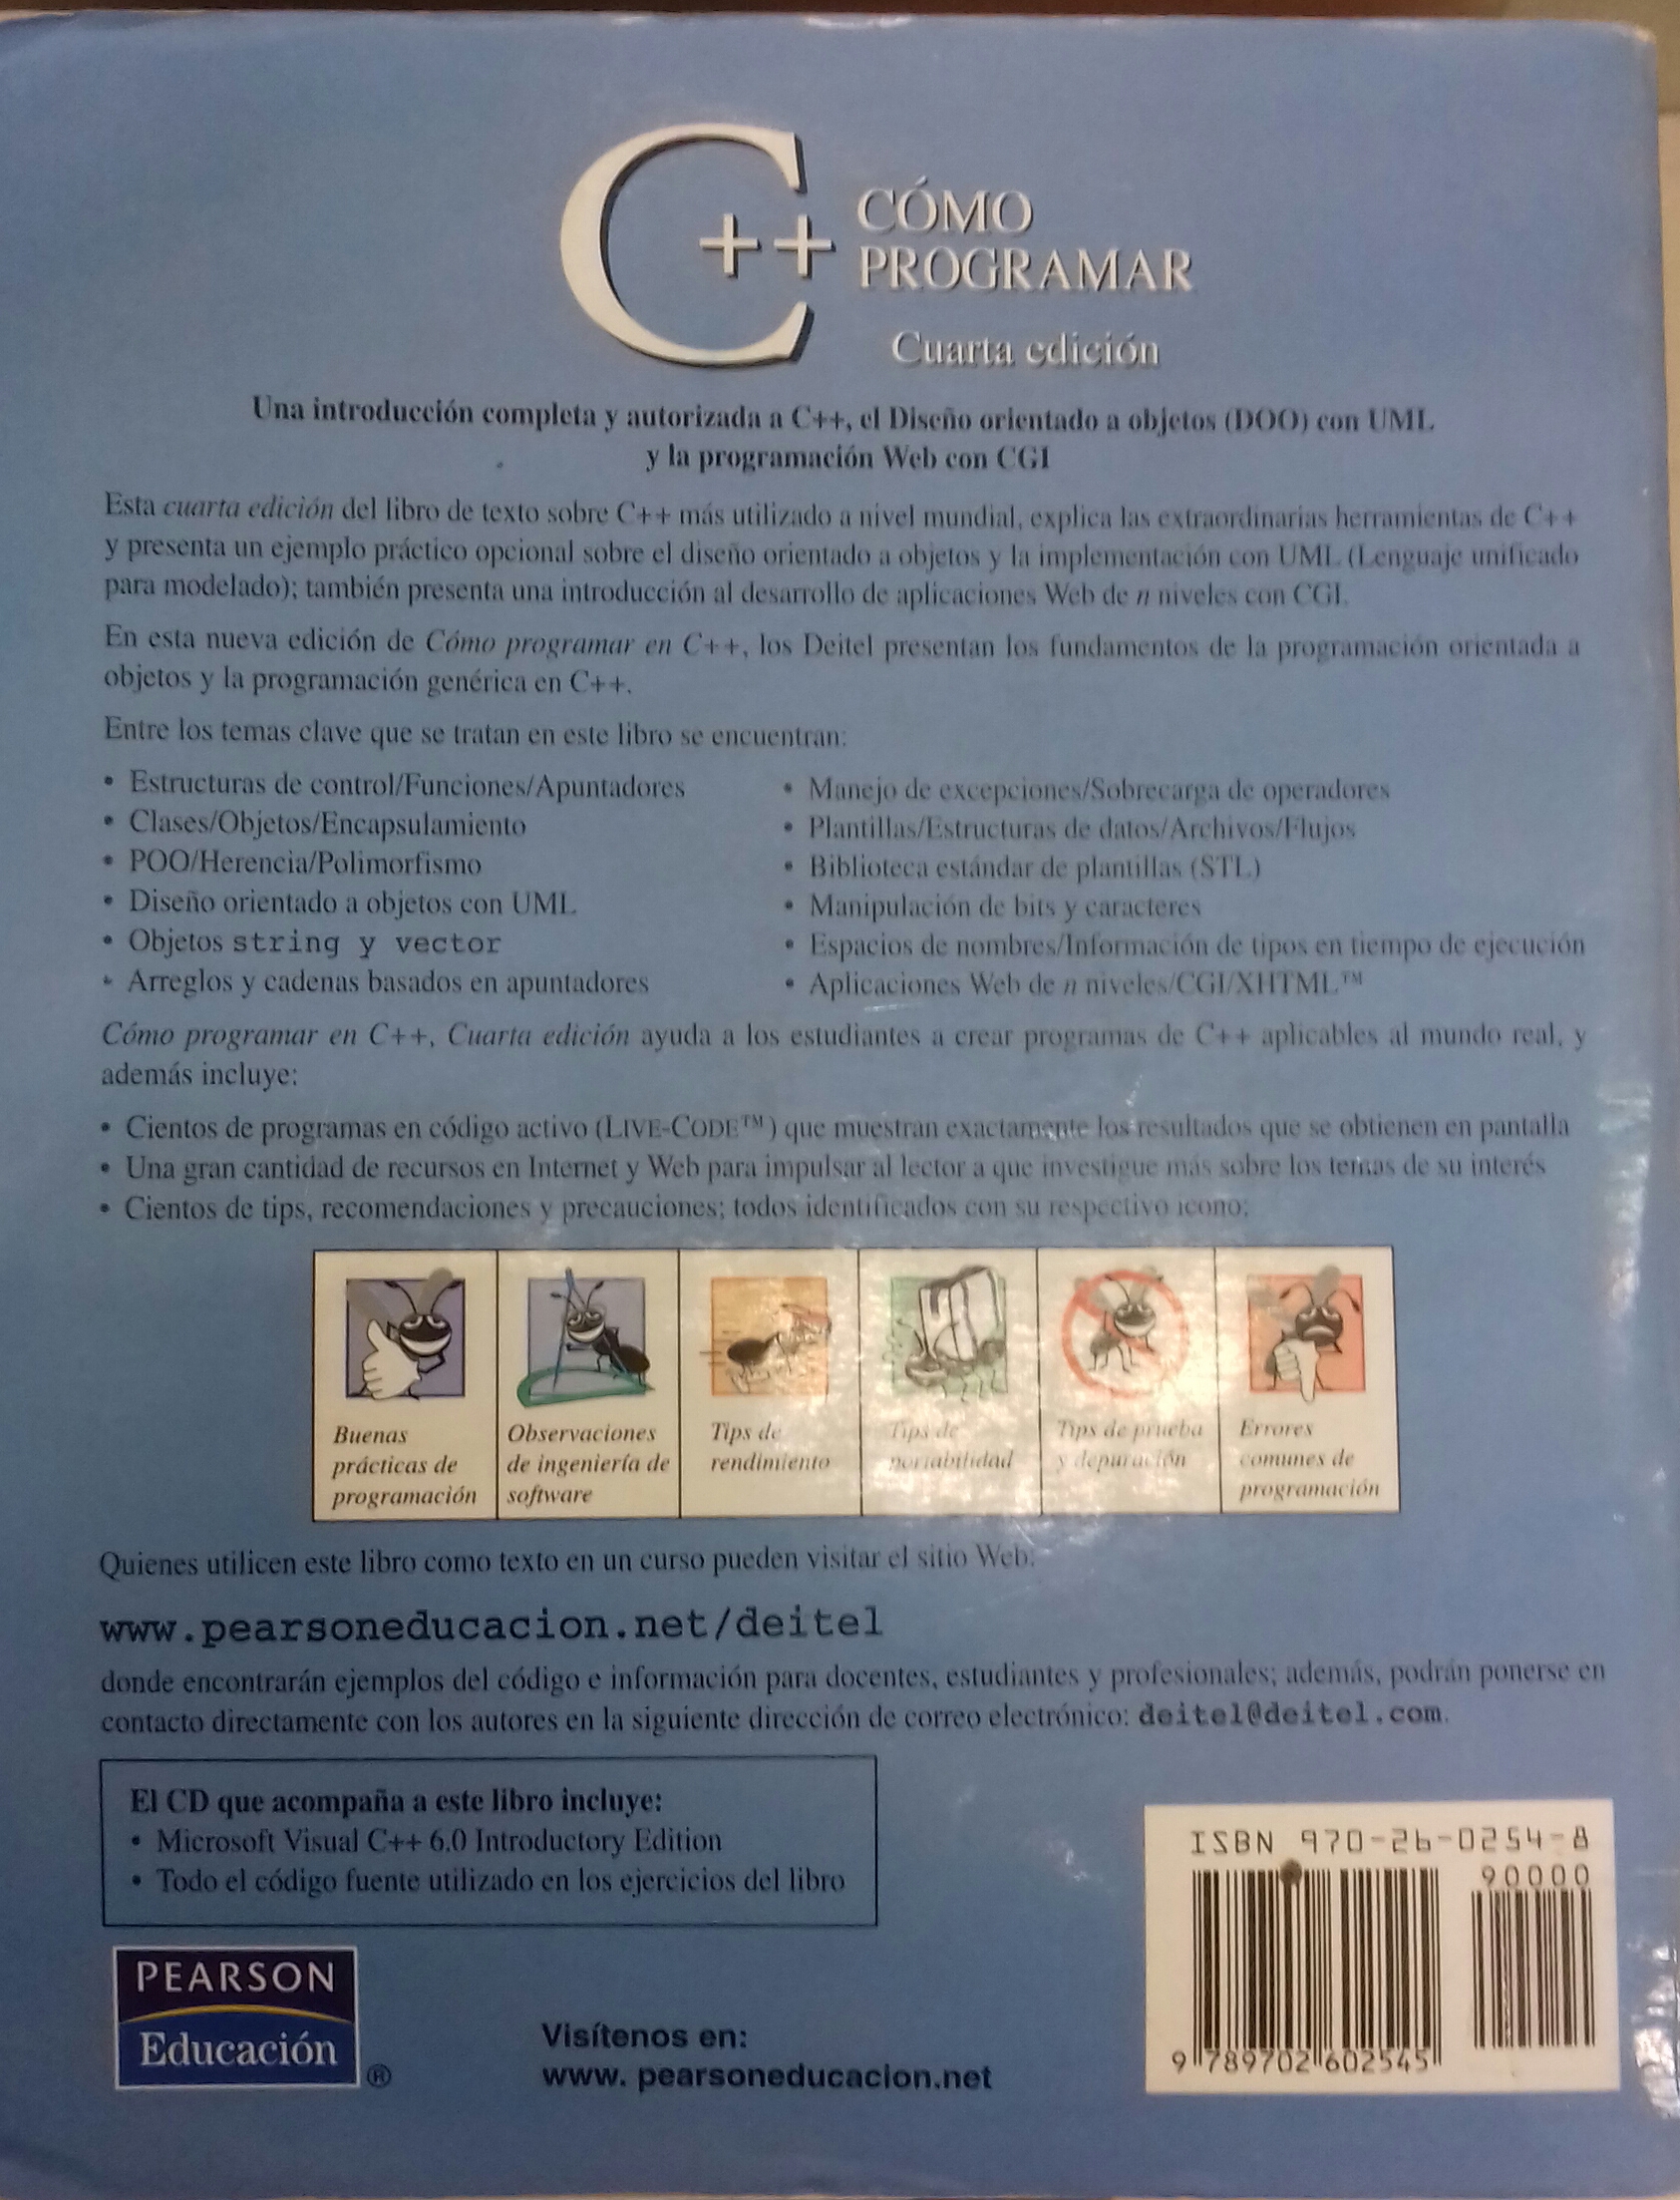 C++ CÓMO
PROGRAMAR
Cuarta edición
Una introducción completa y autorizada a C++, el Diseño orientado a objetos (DOO) con UML
y la programación Web con CGI
Esta cuarta edición del libro de texto sobre C++ más utilizado a nivel mundial, explica las extraordinarias herramientas de C++
y presenta un ejemplo práctico opcional sobre el diseño orientado a objetos y la implementación con UML (Lenguaje unificado
para modelado); también presenta una introducción al desarrollo de aplicaciones Web de n niveles con CGI.
En esta nueva edición de Cómo programar en C++, los Deitel presentan los fundamentos de la programación orientada a
objetos y la programación genérica en C++.
Entre los temas clave que se tratan en este libro se encuentran:
• Estructuras de control/Funciones/Apuntadores
• Clases/Objetos/Encapsulamiento
• POO/Herencia/Polimorfismo
• Diseño orientado a objetos con UML
• Objetos string y vector
• Arreglos y cadenas basados en apuntadores
• Manejo de excepciones/Sobrecarga de operadores
• Plantillas/Estructuras de datos/Archivos/Flujos
• Biblioteca estándar de plantillas (STL)
• Manipulación de bits y caracteres
• Espacios de nombres/Información de tipos en tiempo de ejecución
• Aplicaciones Web de n niveles/CGI/XHTML™
Cómo programar en C++, Cuarta edición ayuda a los estudiantes a crear programas de C++ aplicables al mundo real, y
además incluye:
• Cientos de programas en código activo (LIVE-CODE™) que muestran exactamente los resultados que se obtienen en pantalla
• Una gran cantidad de recursos en Internet y Web para impulsar al lector a que investigue más sobre los temas de su interés
• Cientos de tips, recomendaciones y precauciones; todos identificados con su respectivo icono:
Buenas
prácticas de
programación
Observaciones
de ingeniería de
software
Tips de
rendimiento
Tips de
portabilidad
Tips de prueba
y depuración
Errores
comunes de
programación
Quienes utilicen este libro como texto en un curso pueden visitar el sitio Web:
www.pearsoneducacion.net/deitel
donde encontrarán ejemplos del código e información para docentes, estudiantes y profesionales; además, podrán ponerse en
contacto directamente con los autores en la siguiente dirección de correo electrónico: deitel@deitel.com.
El CD que acompaña a este libro incluye:
• Microsoft Visual C++ 6.0 Introductory Edition
• Todo el código fuente utilizado en los ejercicios del libro
PEARSON
Educación
®
Visítenos en:
www. pearsoneducacion.net
ISBN 970-26-0254-8
90000
9 789702 602545